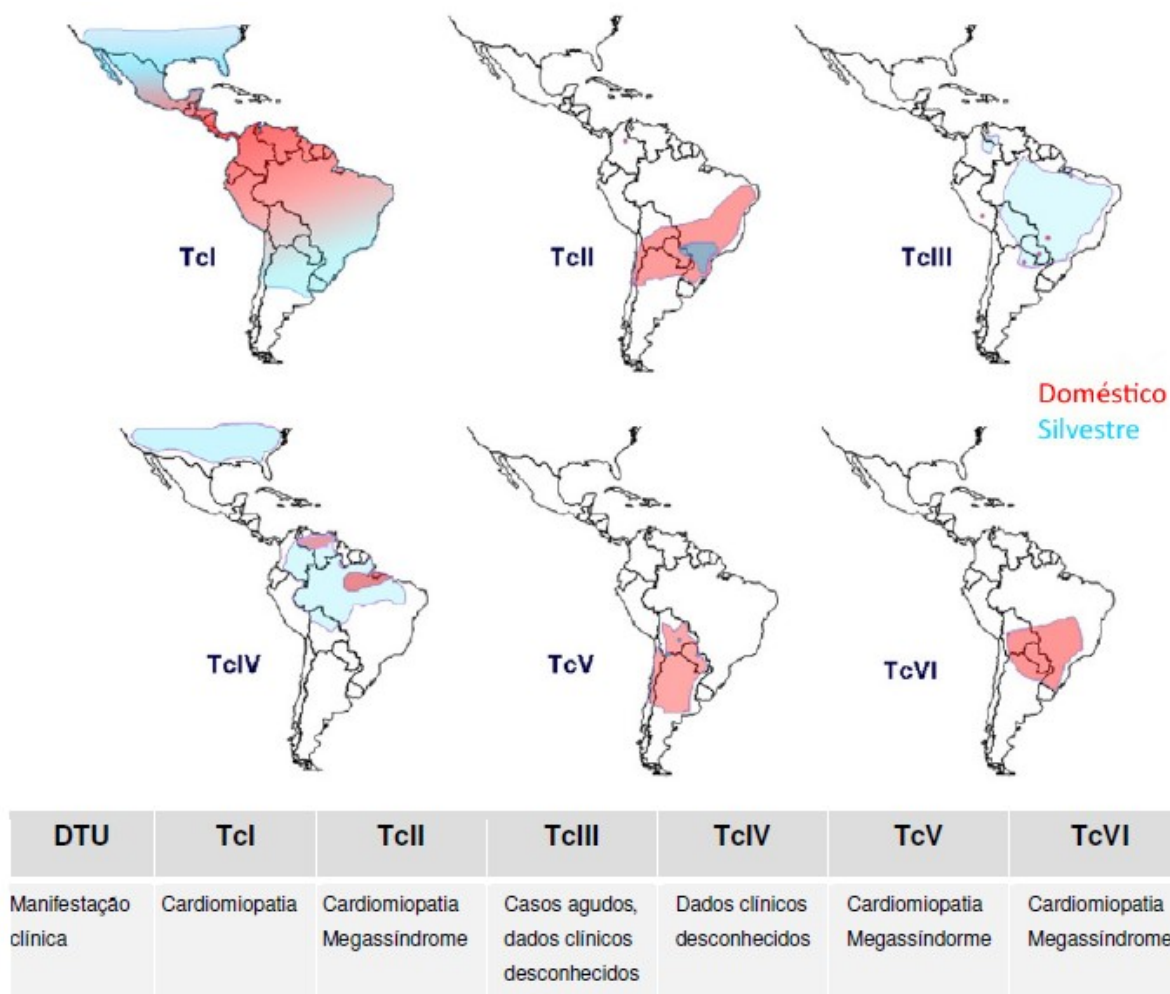 TcI
TcII
TcIII
Doméstico
Silvestre
TcIV
TcV
TcVI
DTU TcI TcII TcIII TcIV TcV TcVI
Manifestação Cardiomiopatia Cardiomiopatia Casos agudos, Dados clínicos Cardiomiopatia Cardiomiopatia
clínica Megassíndrome dados clínicos desconhecidos Megassíndorme Megassíndrome
desconhecidos